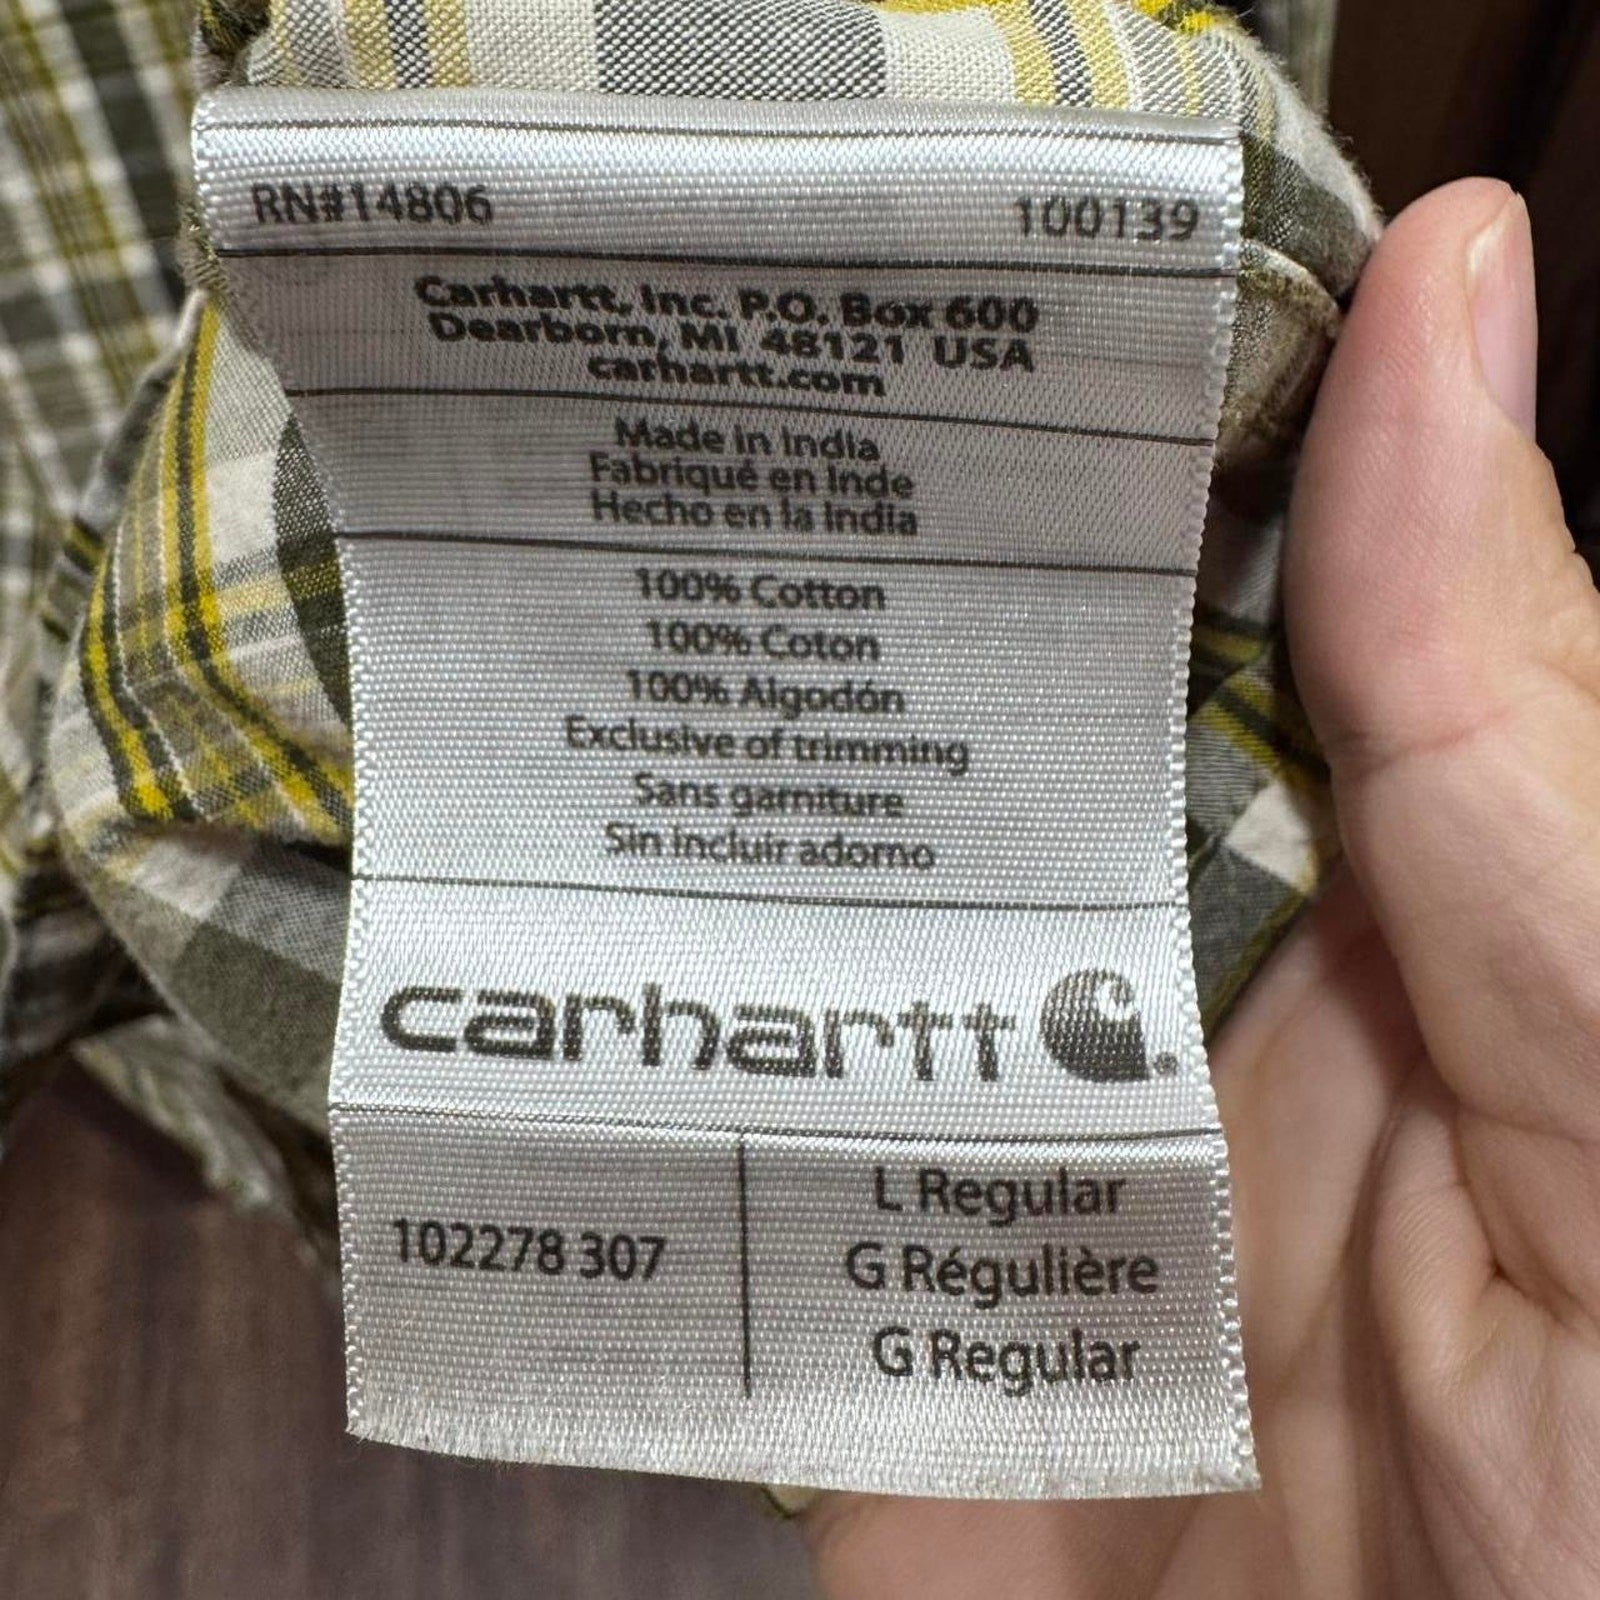 RN#14806 100139
Carhartt, Inc. P.O. Box 600
Dearborn, MI 48121 USA
carhartt.com
Made in India
Fabriqué en Inde
Hecho en la India
100% Cotton
100% Coton
100% Algodón
Exclusive of trimming
Sans garniture
Sin incluir adorno
carhartt
102278 307
L Regular
G Régulière
G Regular